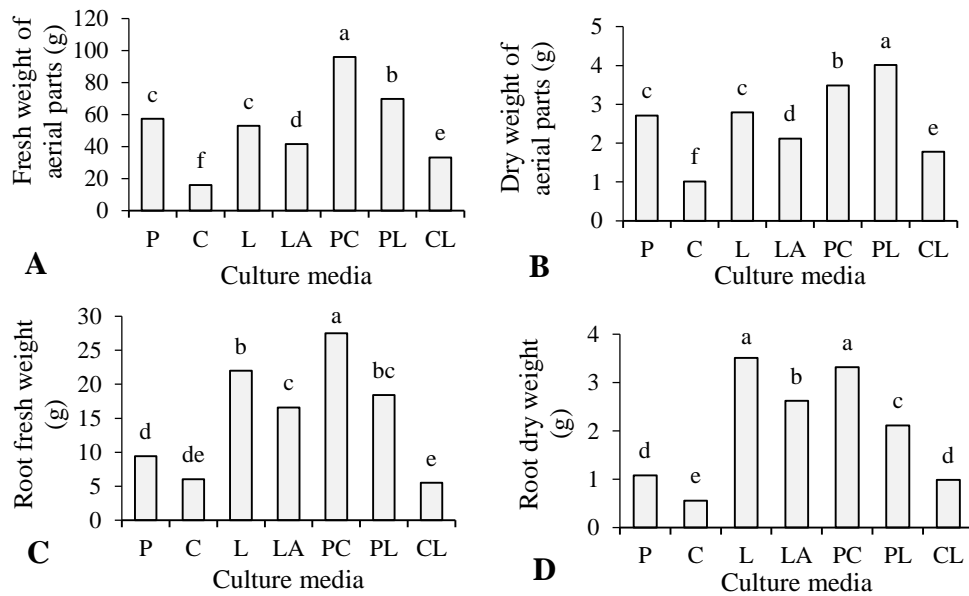 Fresh weight of
aerial parts (g)
120
100
80
60
40
20
0
c
f
c
d
a
b
e
P C L LA PC PL CL
Culture media
A
Dry weight of
aerial parts (g)
5
4
3
2
1
0
c
f
c
d
b
a
e
P C L LA PC PL CL
Culture media
B
Root fresh weight
(g)
30
25
20
15
10
5
0
d
de
b
c
a
bc
e
P C L LA PC PL CL
Culture media
C
Root dry weight
(g)
4
3
2
1
0
d
e
a
b
a
c
d
P C L LA PC PL CL
Culture media
D